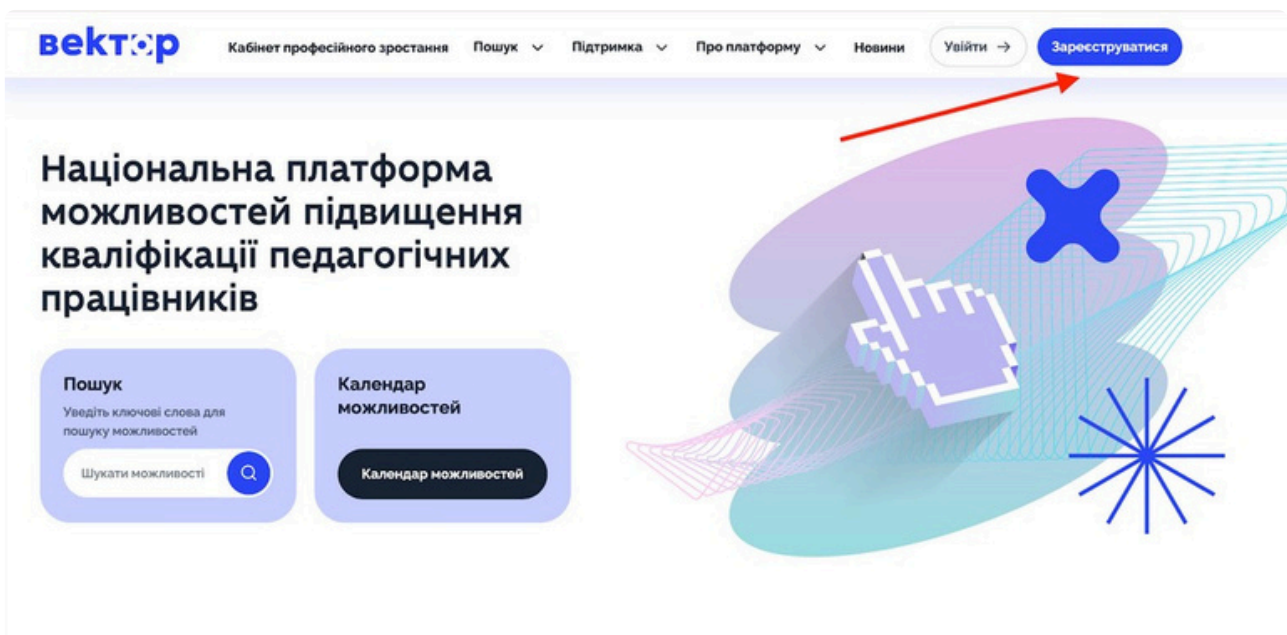 вектор
Кабінет професійного зростання Пошук Підтримка Про платформу Новини Увійти → Зареєструватися
Національна платформа
можливостей підвищення
кваліфікації педагогічних
працівників
Пошук
Уведіть ключові слова для
пошуку можливостей
Шукати можливості
Календар
можливостей
Календар можливостей